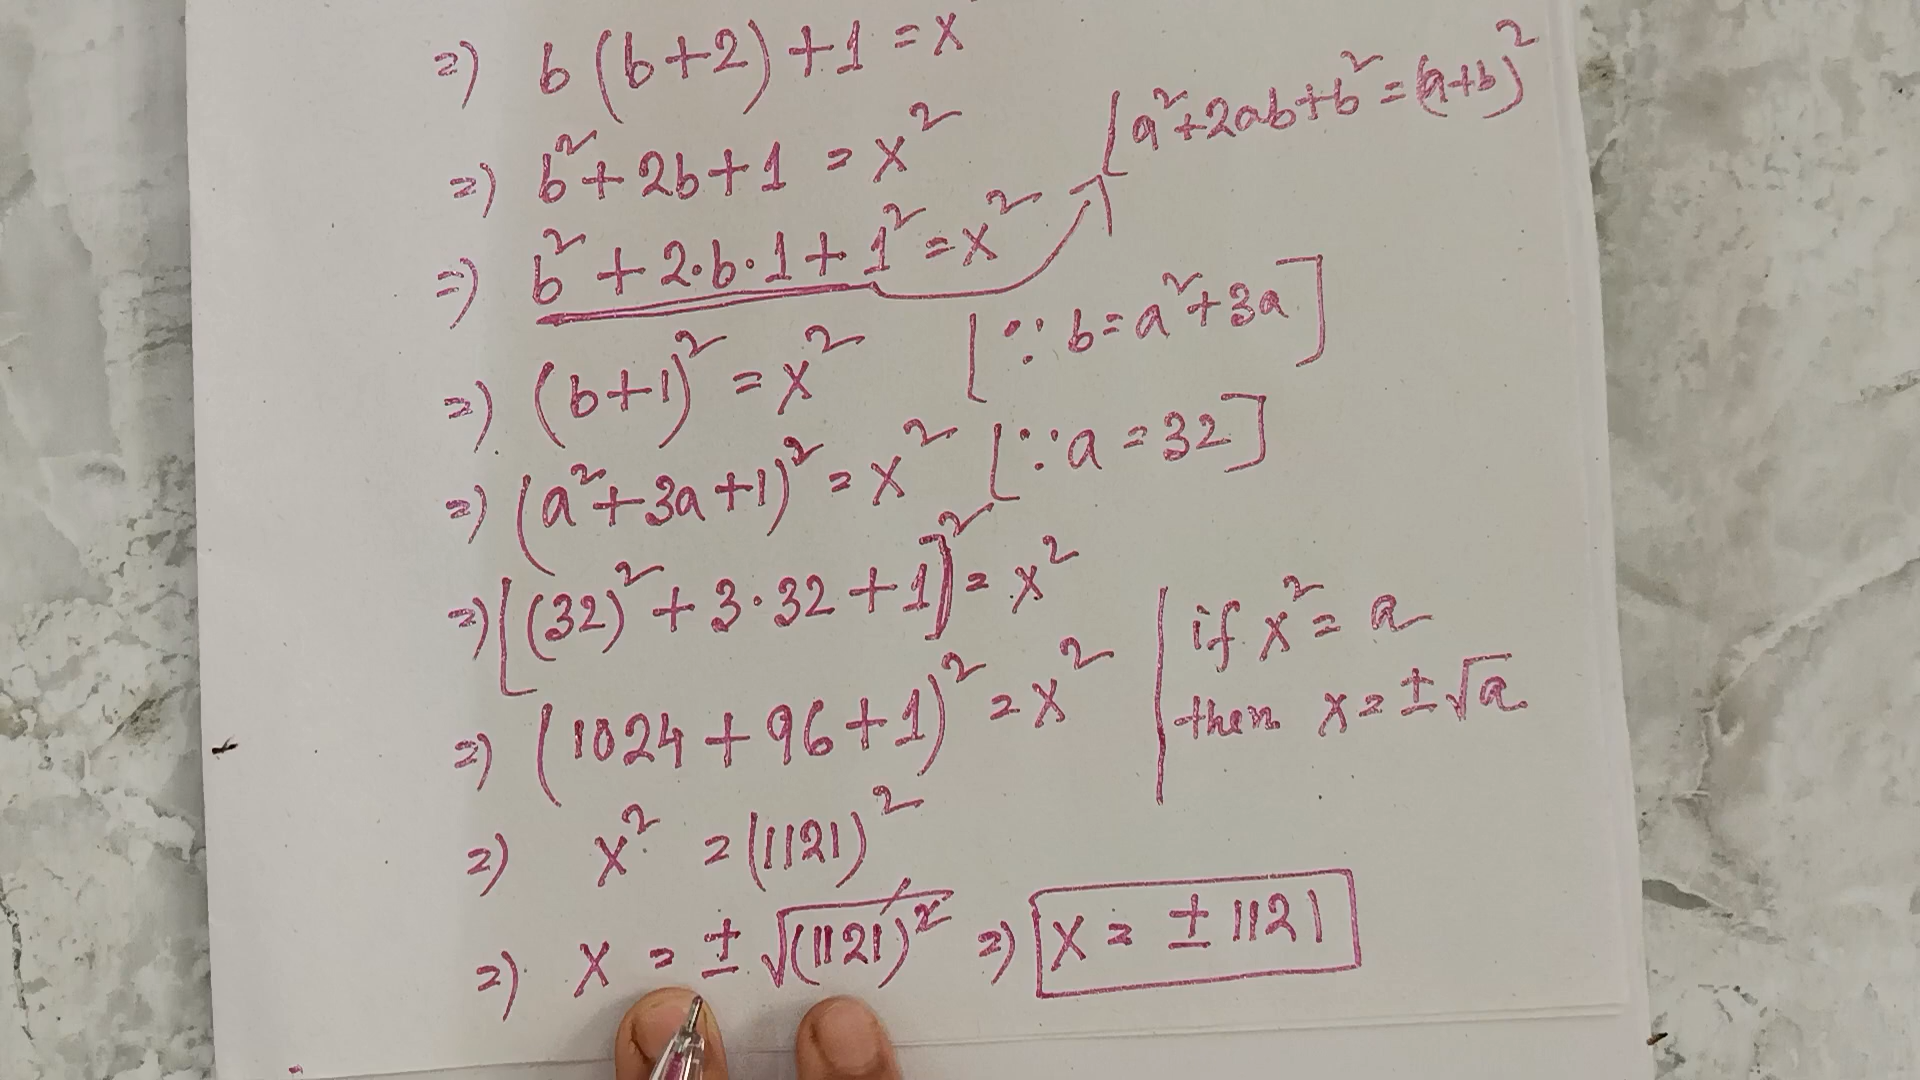 => b(b+2)+1 = x
=> b²+2b+1 = x²
[a²+2ab+b² = (a+b)²
=> b²+2·b·1+1² = x²
=> (b+1)² = x² [∵ b = a²+3a]
=> (a²+3a+1)² = x² [∵ a = 32]
=> [(32)²+3·32+1]² = x²
=> (1024+96+1)² = x²
if x² = a
then x = ±√a
=> x² = (1121)²
=> x = ±√(1121)² => x = ±1121